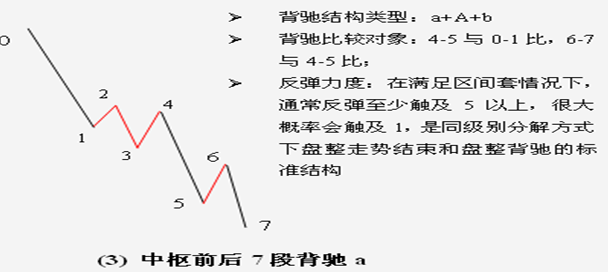 ➢ 背驰结构类型：a+A+b
➢ 背驰比较对象：4-5 与 0-1 比，6-7
与 4-5 比；
➢ 反弹力度：在满足区间套情况下，
通常反弹至少触及 5 以上，很大
概率会触及 1，是同级别分解方式
下盘整走势结束和盘整背驰的标
准结构
0
2
4
1
3
6
5
7
(3) 中枢前后 7 段背驰 a